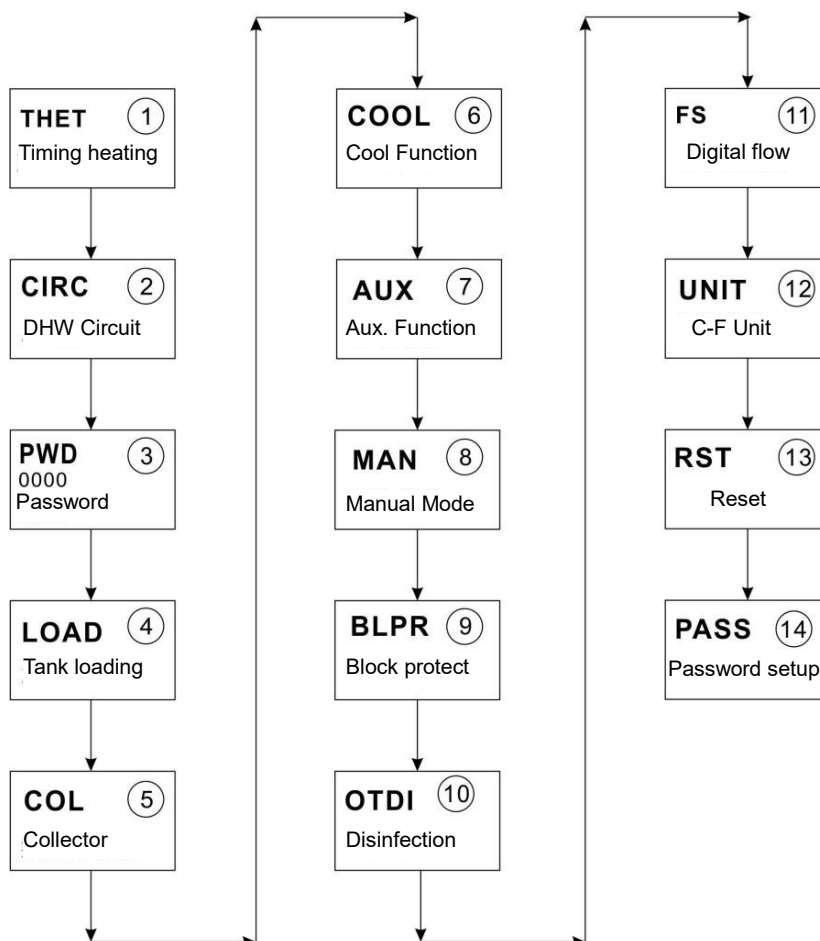 THET 1
Timing heating
CIRC 2
DHW Circuit
PWD 3
0000
Password
LOAD 4
Tank loading
COL 5
Collector
COOL 6
Cool Function
AUX 7
Aux. Function
MAN 8
Manual Mode
BLPR 9
Block protect
OTDI 10
Disinfection
FS 11
Digital flow
UNIT 12
C-F Unit
RST 13
Reset
PASS 14
Password setup